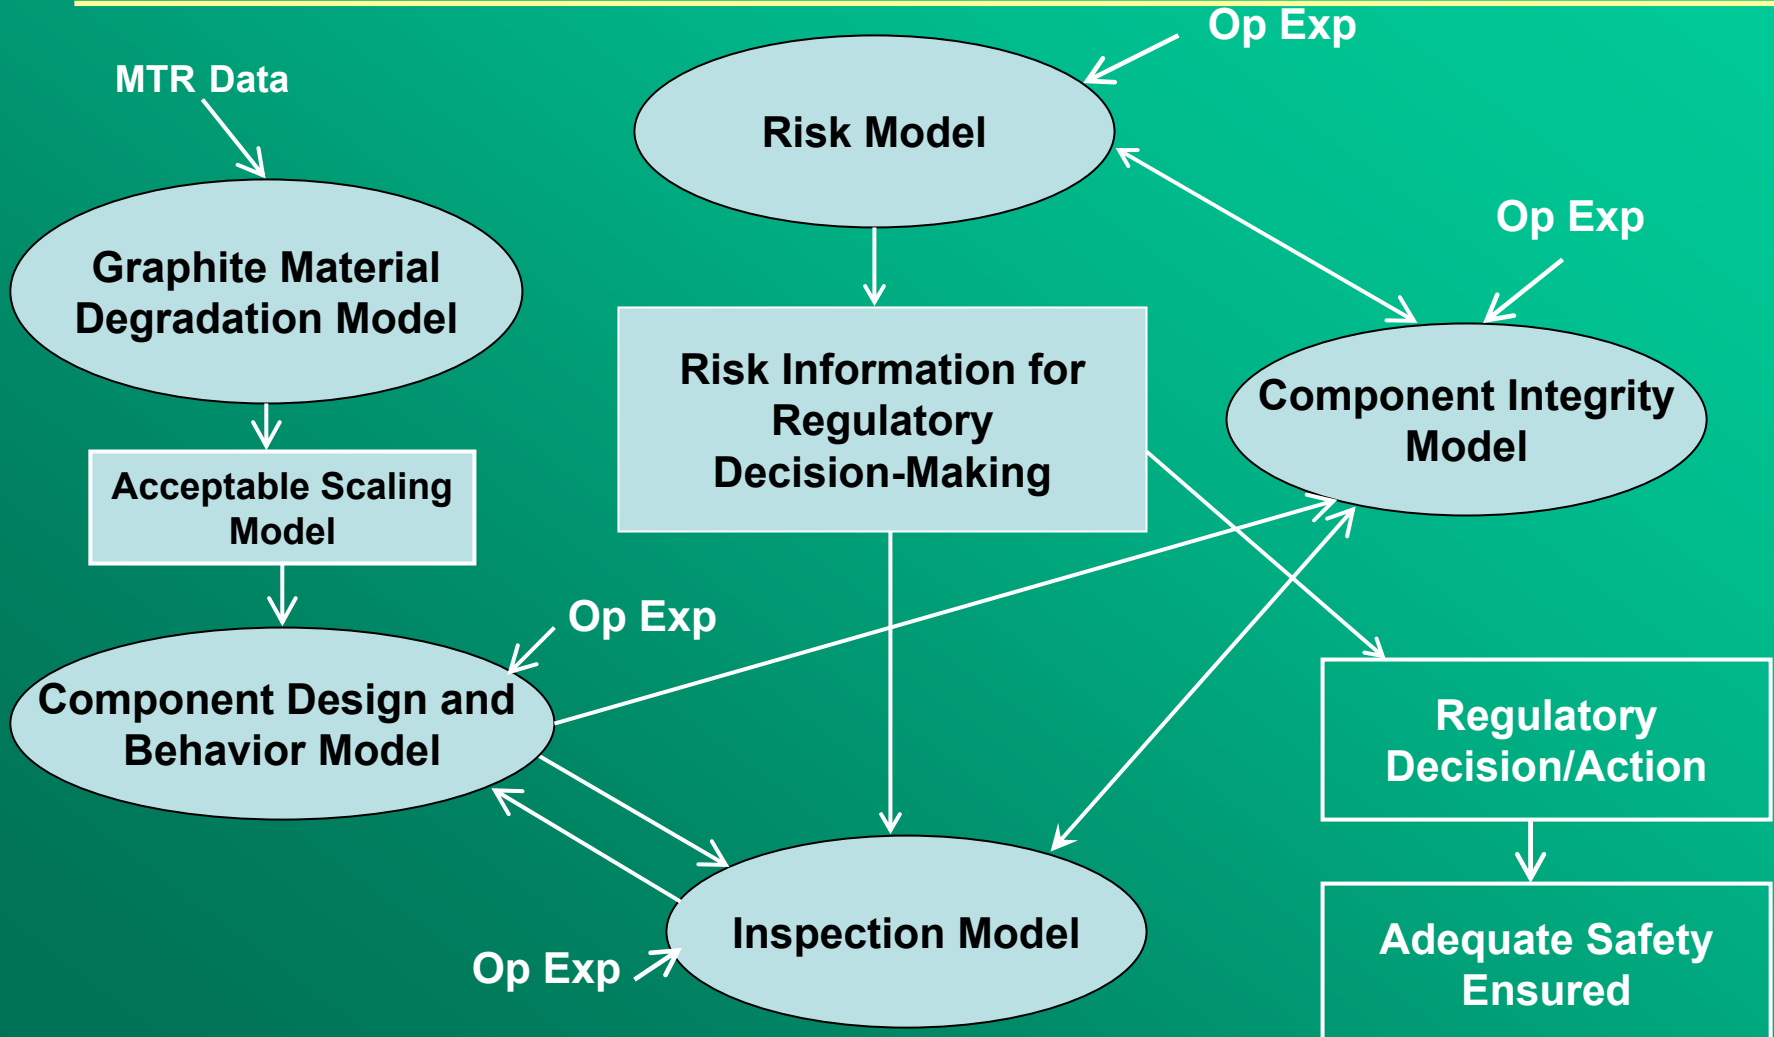 Op Exp
MTR Data
Risk Model
Op Exp
Graphite Material
Degradation Model
Risk Information for
Regulatory
Decision-Making
Component Integrity
Model
Acceptable Scaling
Model
Op Exp
Component Design and
Behavior Model
Regulatory
Decision/Action
Inspection Model
Op Exp
Adequate Safety
Ensured